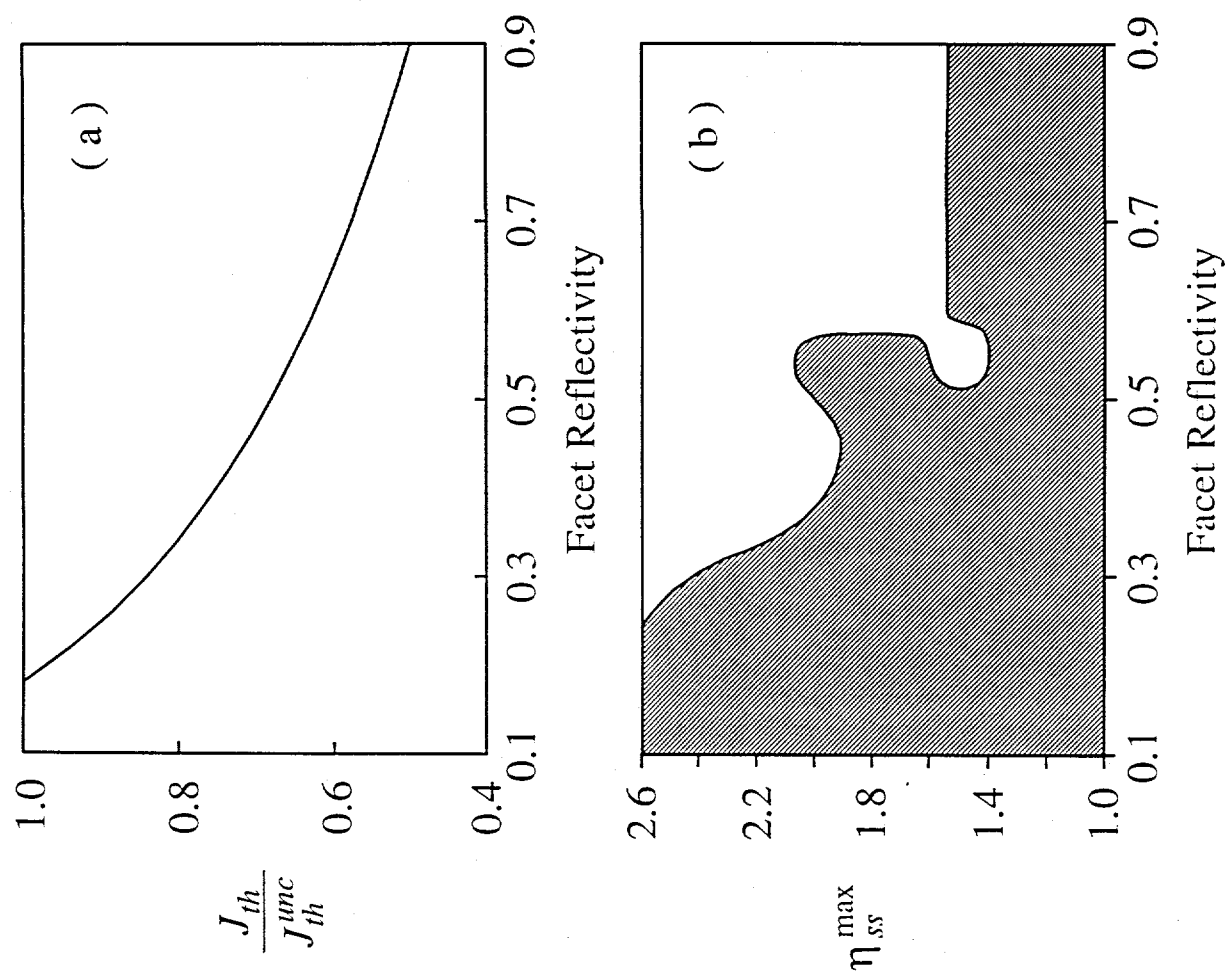 ( a )
1.0
0.8
0.6
0.4
J_th / J_th^unc
0.1 0.3 0.5 0.7 0.9
Facet Reflectivity
( b )
2.6
2.2
1.8
1.4
1.0
η_ss^max
0.1 0.3 0.5 0.7 0.9
Facet Reflectivity